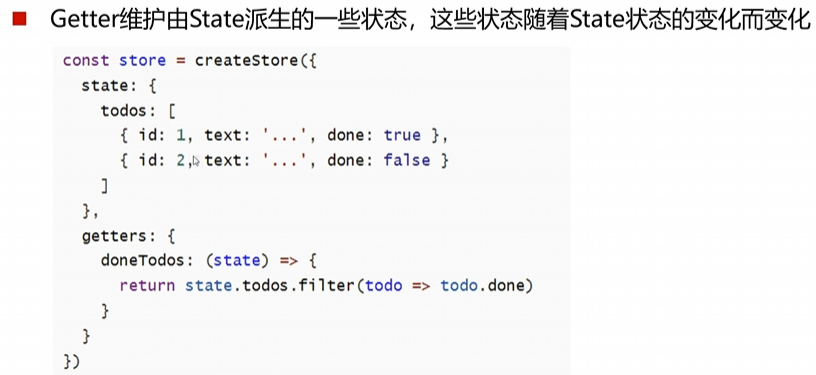 Getter维护由State派生的一些状态，这些状态随着State状态的变化而变化
const store = createStore({
  state: {
    todos: [
      { id: 1, text: '...', done: true },
      { id: 2, text: '...', done: false }
    ]
  },
  getters: {
    doneTodos: (state) => {
      return state.todos.filter(todo => todo.done)
    }
  }
})